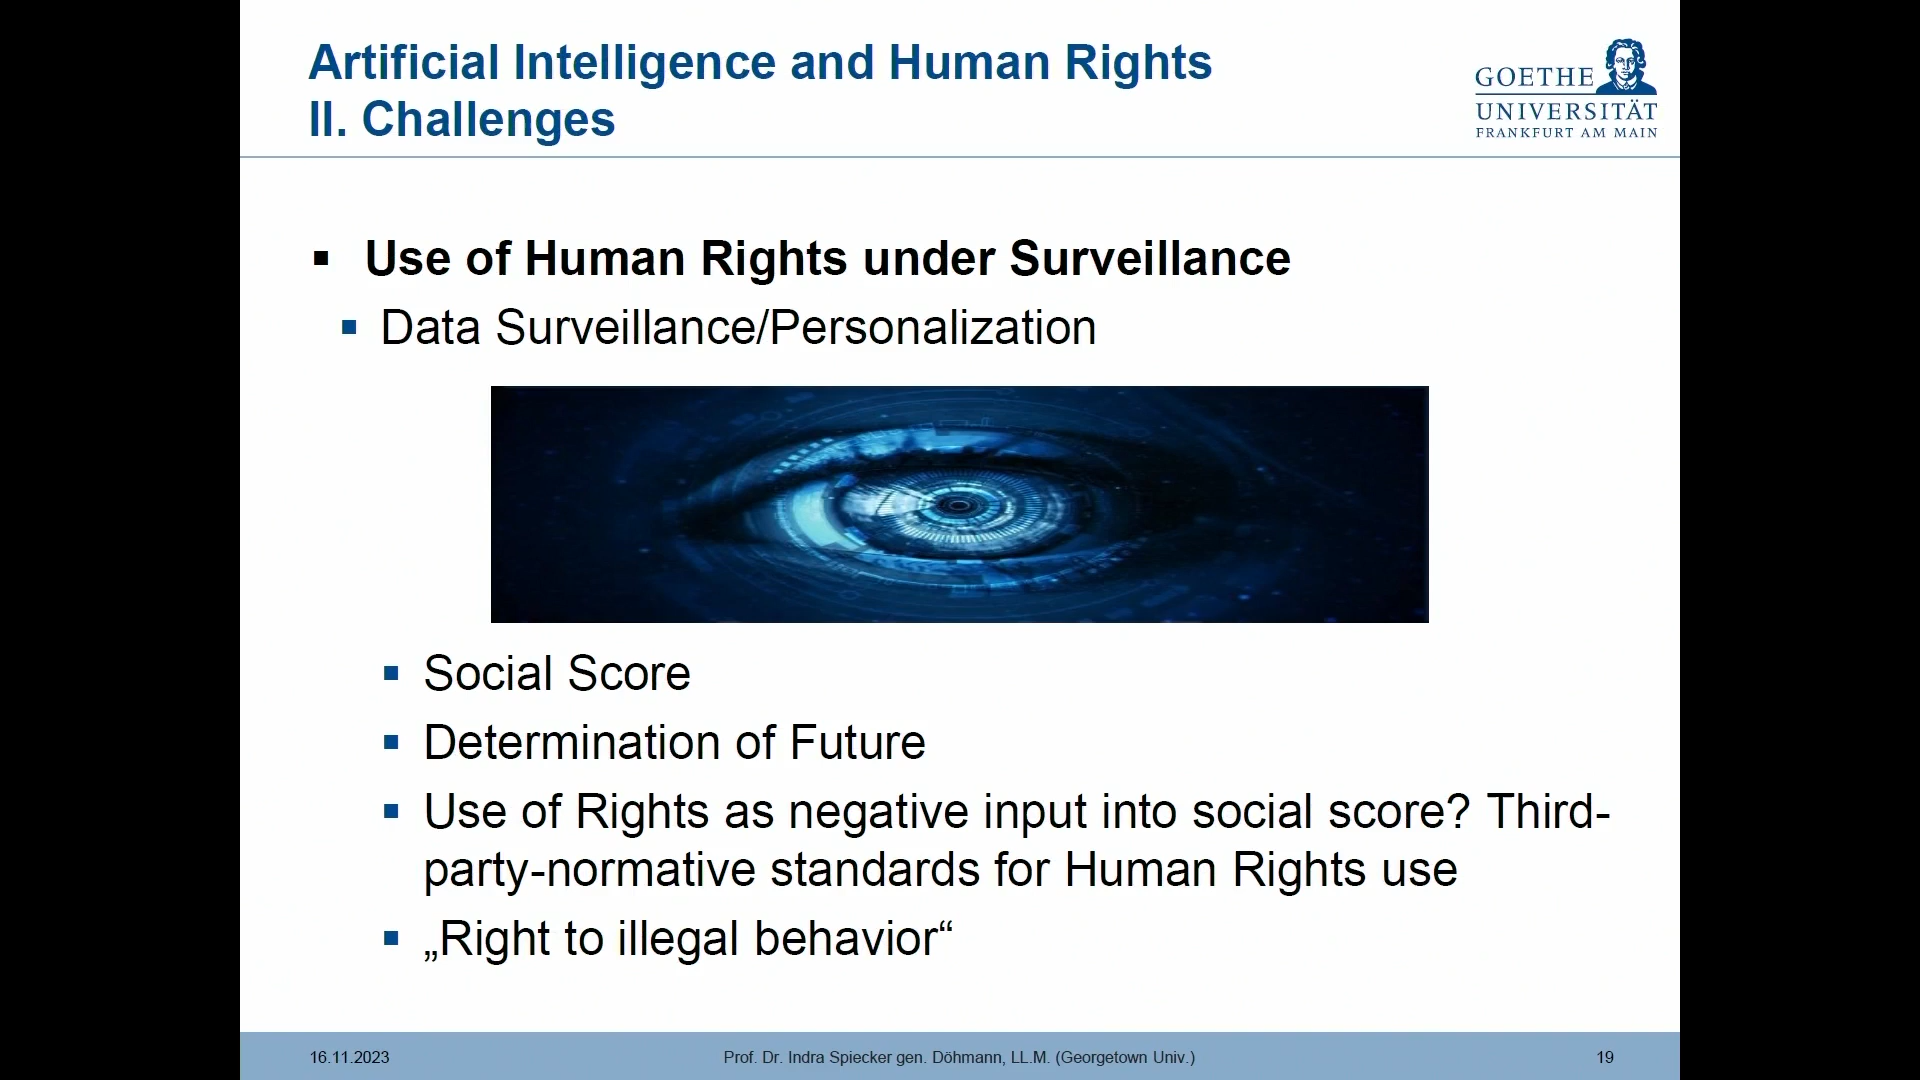 Artificial Intelligence and Human Rights
II. Challenges
GOETHE
UNIVERSITÄT
FRANKFURT AM MAIN
Use of Human Rights under Surveillance
Data Surveillance/Personalization
Social Score
Determination of Future
Use of Rights as negative input into social score? Third-
party-normative standards for Human Rights use
„Right to illegal behavior“
16.11.2023
Prof. Dr. Indra Spiecker gen. Döhmann, LL.M. (Georgetown Univ.)
19